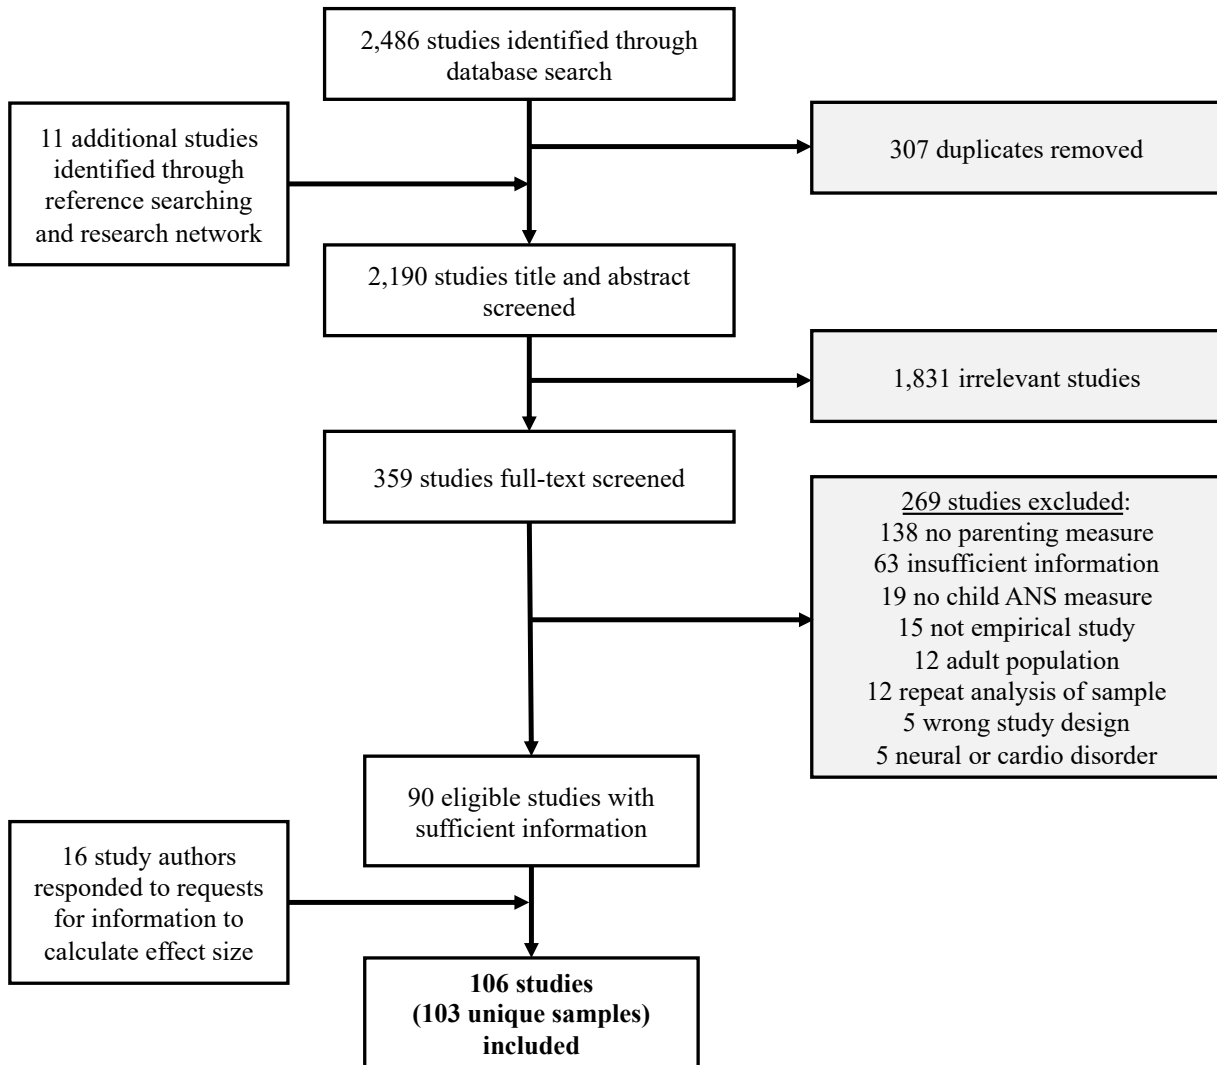 2,486 studies identified through
database search
11 additional studies
identified through
reference searching
and research network
307 duplicates removed
2,190 studies title and abstract
screened
1,831 irrelevant studies
359 studies full-text screened
269 studies excluded:
138 no parenting measure
63 insufficient information
19 no child ANS measure
15 not empirical study
12 adult population
12 repeat analysis of sample
5 wrong study design
5 neural or cardio disorder
90 eligible studies with
sufficient information
16 study authors
responded to requests
for information to
calculate effect size
106 studies
(103 unique samples)
included